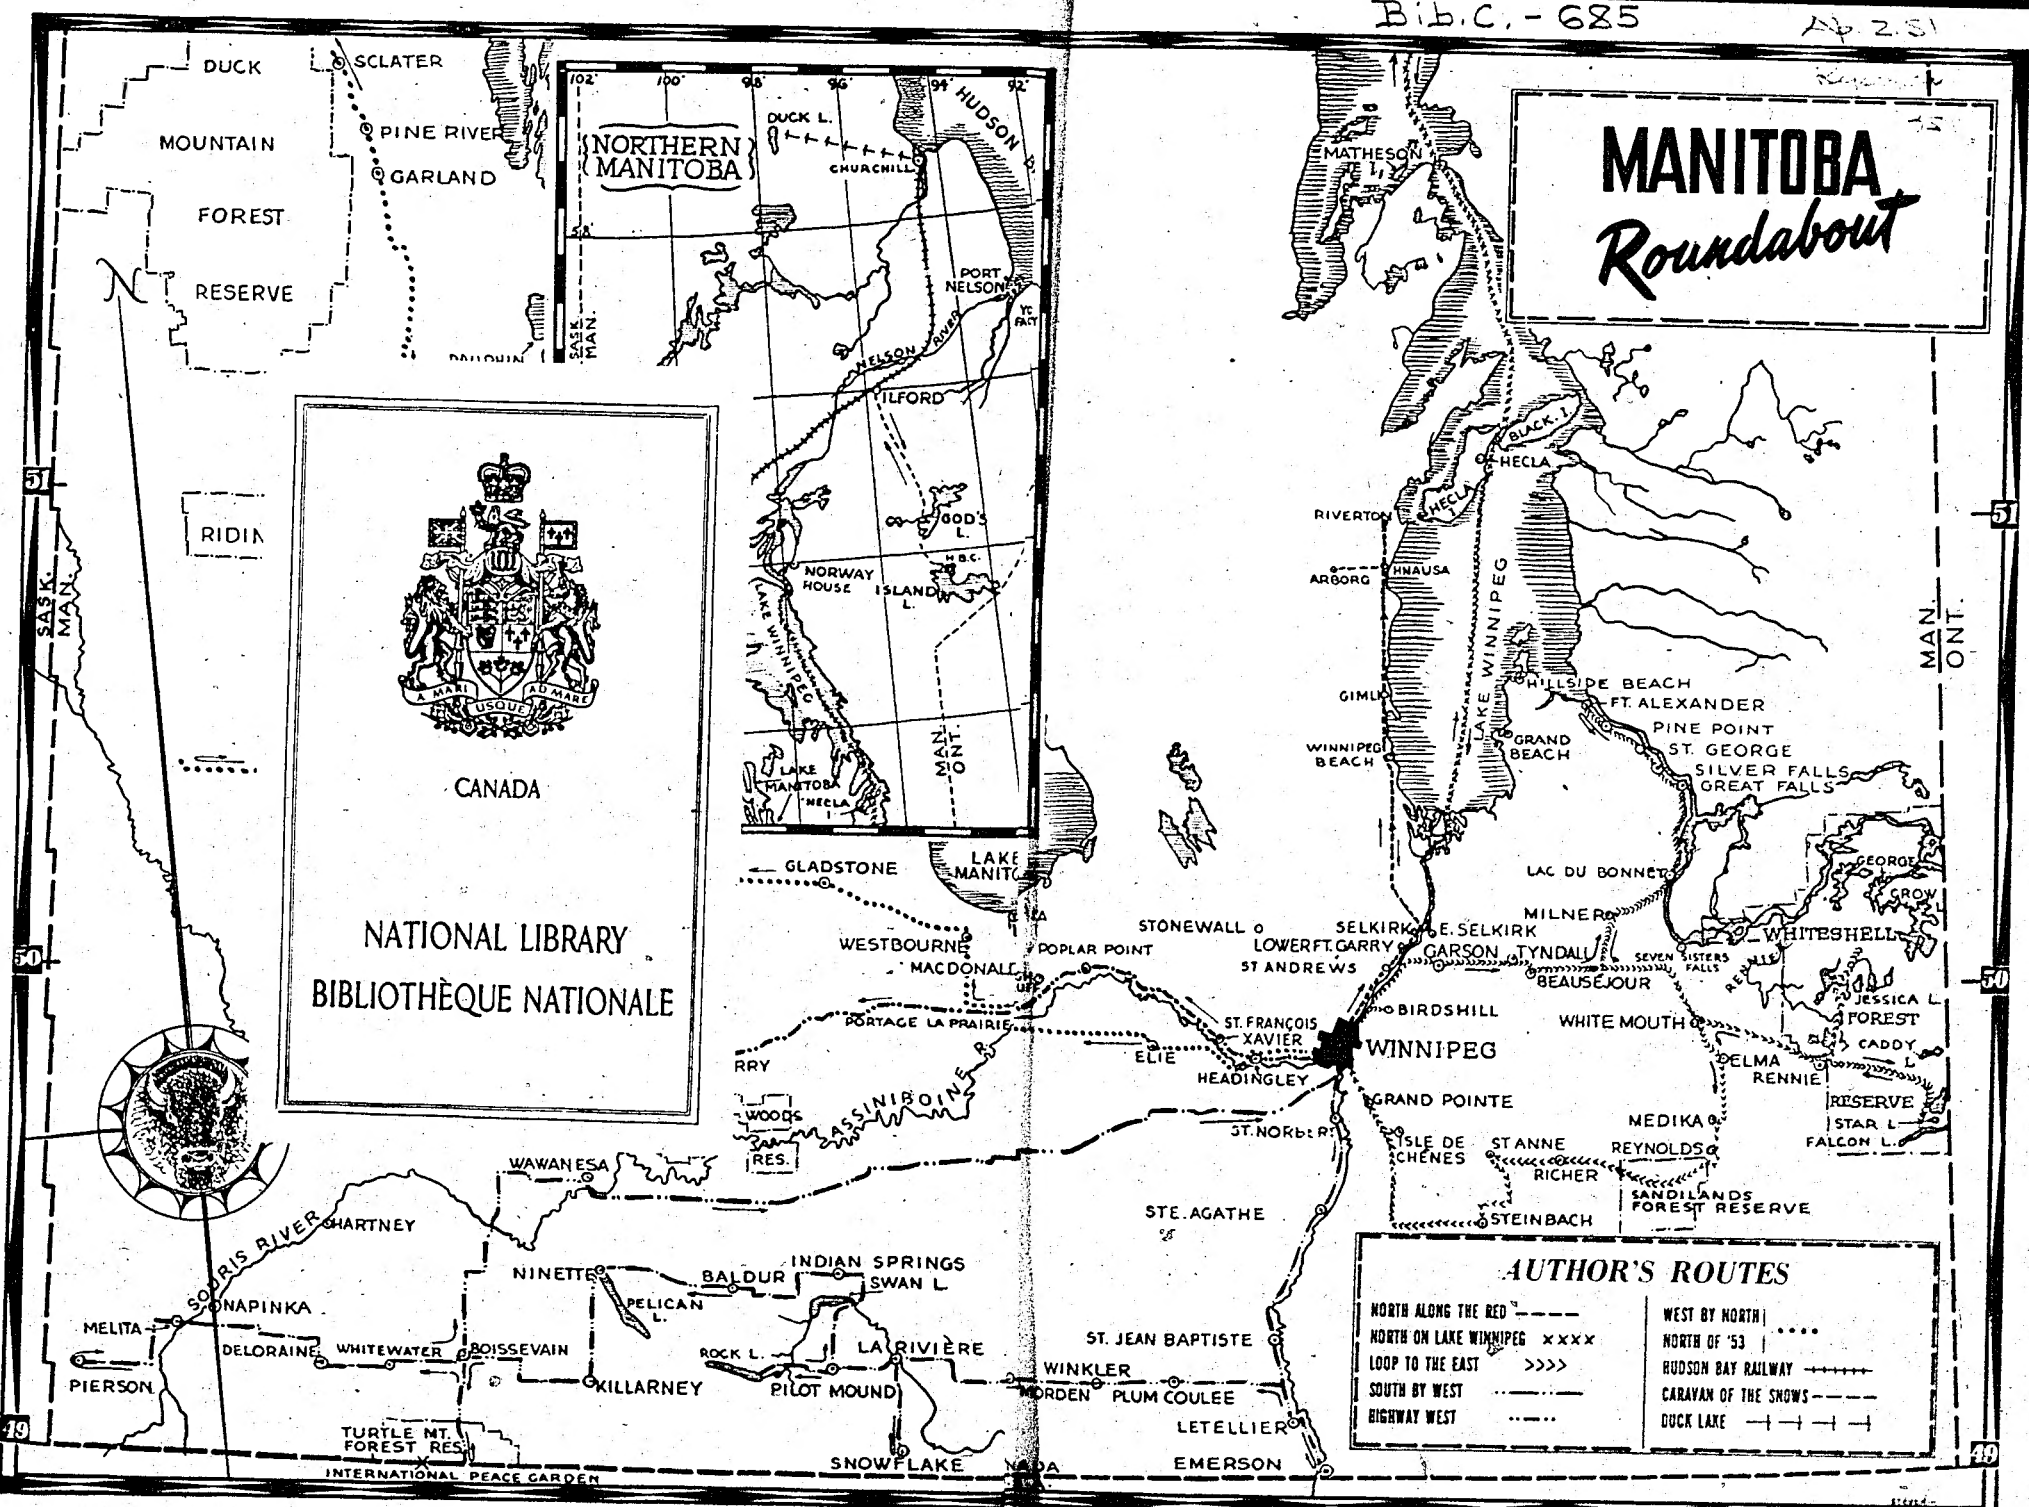 Bib.C. - 685
MANITOBA
Roundabout
DUCK
MOUNTAIN
FOREST
RESERVE
SCLATER
PINE RIVER
GARLAND
N
RIDIN
SASK.
MAN.
51
50
49
102°
100°
98°
96°
94°
92°
NORTHERN
MANITOBA
DUCK L.
CHURCHILL
HUDSON B
58°
SASK.
MAN.
PORT
NELSON
NELSON RIVER
ILFORD
GOD'S
L.
H.B.C.
ISLAND
L.
NORWAY
HOUSE
LAKE WINNIPEG
LAKE
MANITOBA
HECLA
MAN.
ONT.
A MARI
USQUE
AD MARE
CANADA
NATIONAL LIBRARY
BIBLIOTHÈQUE NATIONALE
MATHESON
I.
BLACK. I.
HECLA
HECLA
I.
RIVERTON
HNAUSA
ARBORG
LAKE WINNIPEG
GIMLI
WINNIPEG
BEACH
HILLSIDE BEACH
FT. ALEXANDER
PINE POINT
GRAND
BEACH
ST. GEORGE
SILVER FALLS
GREAT FALLS
MAN.
ONT.
51
50
49
LAC DU BONNET
MILNER
GEORGE
CROW
L
WHITESHELL
RENNIE
SEVEN SISTERS
FALLS
JESSICA L.
FOREST
CADDY
L
WHITE MOUTH
ELMA
RENNIE
RESERVE
STAR L
FALCON L.
MEDIKA
REYNOLDS
SANDILANDS
FOREST RESERVE
LAKE
MANITO
GLADSTONE
WESTBOURNE
MACDONALD
POPLAR POINT
PORTAGE LA PRAIRIE
STONEWALL
SELKIRK
E. SELKIRK
LOWER FT. GARRY
ST ANDREWS
GARSON
TYNDALL
BEAUSEJOUR
BIRDSHILL
WINNIPEG
ST. FRANÇOIS
XAVIER
ELIE
HEADINGLEY
RRY
WOODS
RES.
ASSINIBOINE R.
ST. NORBERT
GRAND POINTE
ISLE DE
CHENES
ST ANNE
RICHER
STEINBACH
STE. AGATHE
WAWANESA
SOURIS RIVER
HARTNEY
NAPINKA
MELITA
PIERSON
DELORAINE
WHITEWATER
BOISSEVAIN
NINETTE
PELICAN
L.
BALDUR
INDIAN SPRINGS
SWAN L.
ROCK L.
LA RIVIÈRE
PILOT MOUND
KILLARNEY
TURTLE MT.
FOREST RES
INTERNATIONAL PEACE GARDEN
SNOWFLAKE
MORDEN
WINKLER
PLUM COULEE
ST. JEAN BAPTISTE
LETELLIER
EMERSON
AUTHOR'S ROUTES
NORTH ALONG THE RED
NORTH ON LAKE WINNIPEG xxxx
LOOP TO THE EAST >>>>
SOUTH BY WEST
HIGHWAY WEST
WEST BY NORTH
NORTH OF '53
HUDSON BAY RAILWAY
CARAVAN OF THE SNOWS
DUCK LAKE